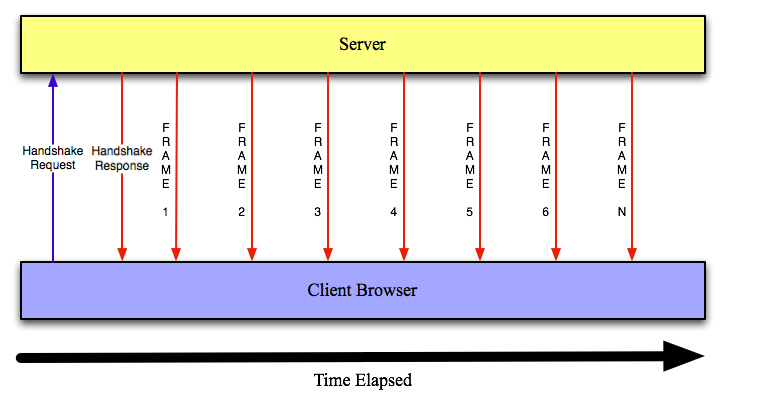 Server
Handshake
Request
Handshake
Response
FRAME 1
FRAME 2
FRAME 3
FRAME 4
FRAME 5
FRAME 6
FRAME N
Client Browser
Time Elapsed